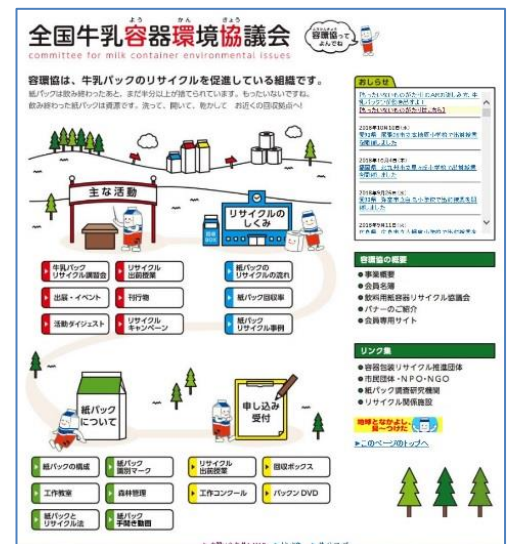 全国牛乳容器環境協議会
よう かん きょう
committee for milk container environmental issues
容環協って
よんでね
容環協は、牛乳パックのリサイクルを促進している組織です。
紙パックは飲み終わったあと、まだ半分以上が捨てられています。もったいないですね。
飲み終わった紙パックは資源です。洗って、開いて、乾かして お近くの回収拠点へ!
おしらせ
主な活動
リサイクルの
しくみ
牛乳パック
リサイクル講習会
リサイクル
出前授業
出展・イベント
刊行物
活動ダイジェスト
リサイクル
キャンペーン
紙パックの
リサイクルの流れ
紙パック回収率
紙パック
リサイクル事例
容環協の概要
事業概要
会員名簿
飲料用紙容器リサイクル協議会
バナーのご紹介
会員専用サイト
リンク集
容器包装リサイクル推進団体
市民団体・NPO・NGO
紙パック調査研究機関
リサイクル関係施設
地球となかよし、
▶このページのトップへ
紙パック
について
申し込み
受付
紙パックの構成
紙パック
識別マーク
工作教室
森林管理
紙パックと
リサイクル法
紙パック
手開き動画
リサイクル
出前授業
回収ボックス
工作コンクール
パックン DVD